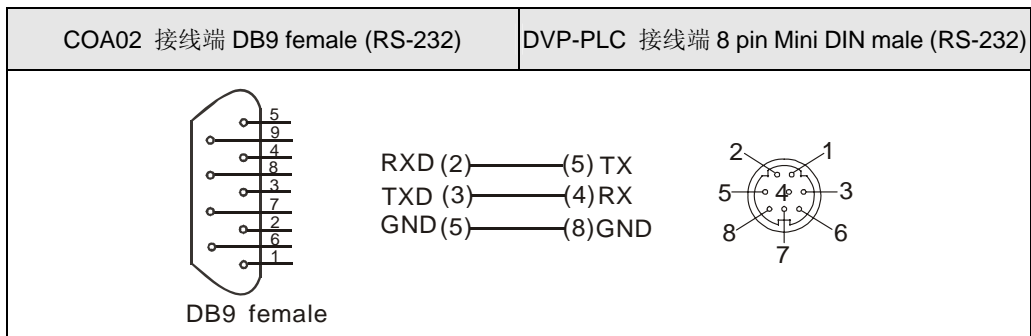 COA02 接线端 DB9 female (RS-232)
DVP-PLC 接线端 8 pin Mini DIN male (RS-232)
5
9
4
8
3
7
2
6
1
DB9 female
RXD (2) (5) TX
TXD (3) (4) RX
GND (5) (8) GND
2 1
5 4 3
8 6
7